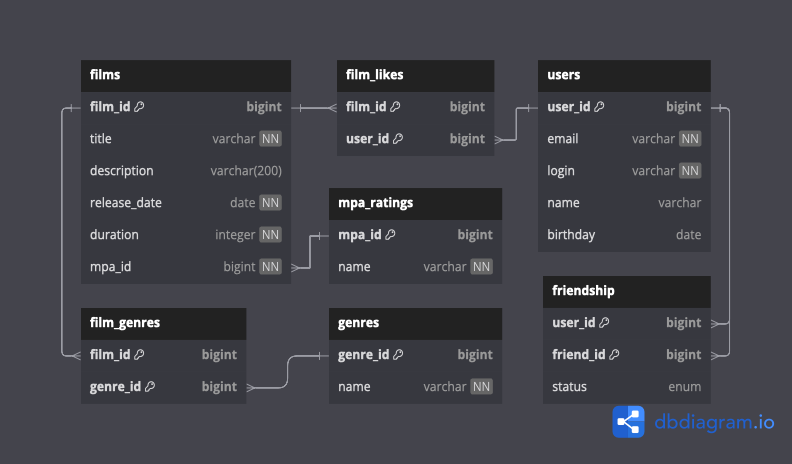 films
film_id bigint
title varchar NN
description varchar(200)
release_date date NN
duration integer NN
mpa_id bigint NN
film_likes
film_id bigint
user_id bigint
users
user_id bigint
email varchar NN
login varchar NN
name varchar
birthday date
mpa_ratings
mpa_id bigint
name varchar NN
film_genres
film_id bigint
genre_id bigint
genres
genre_id bigint
name varchar NN
friendship
user_id bigint
friend_id bigint
status enum
dbdiagram.io